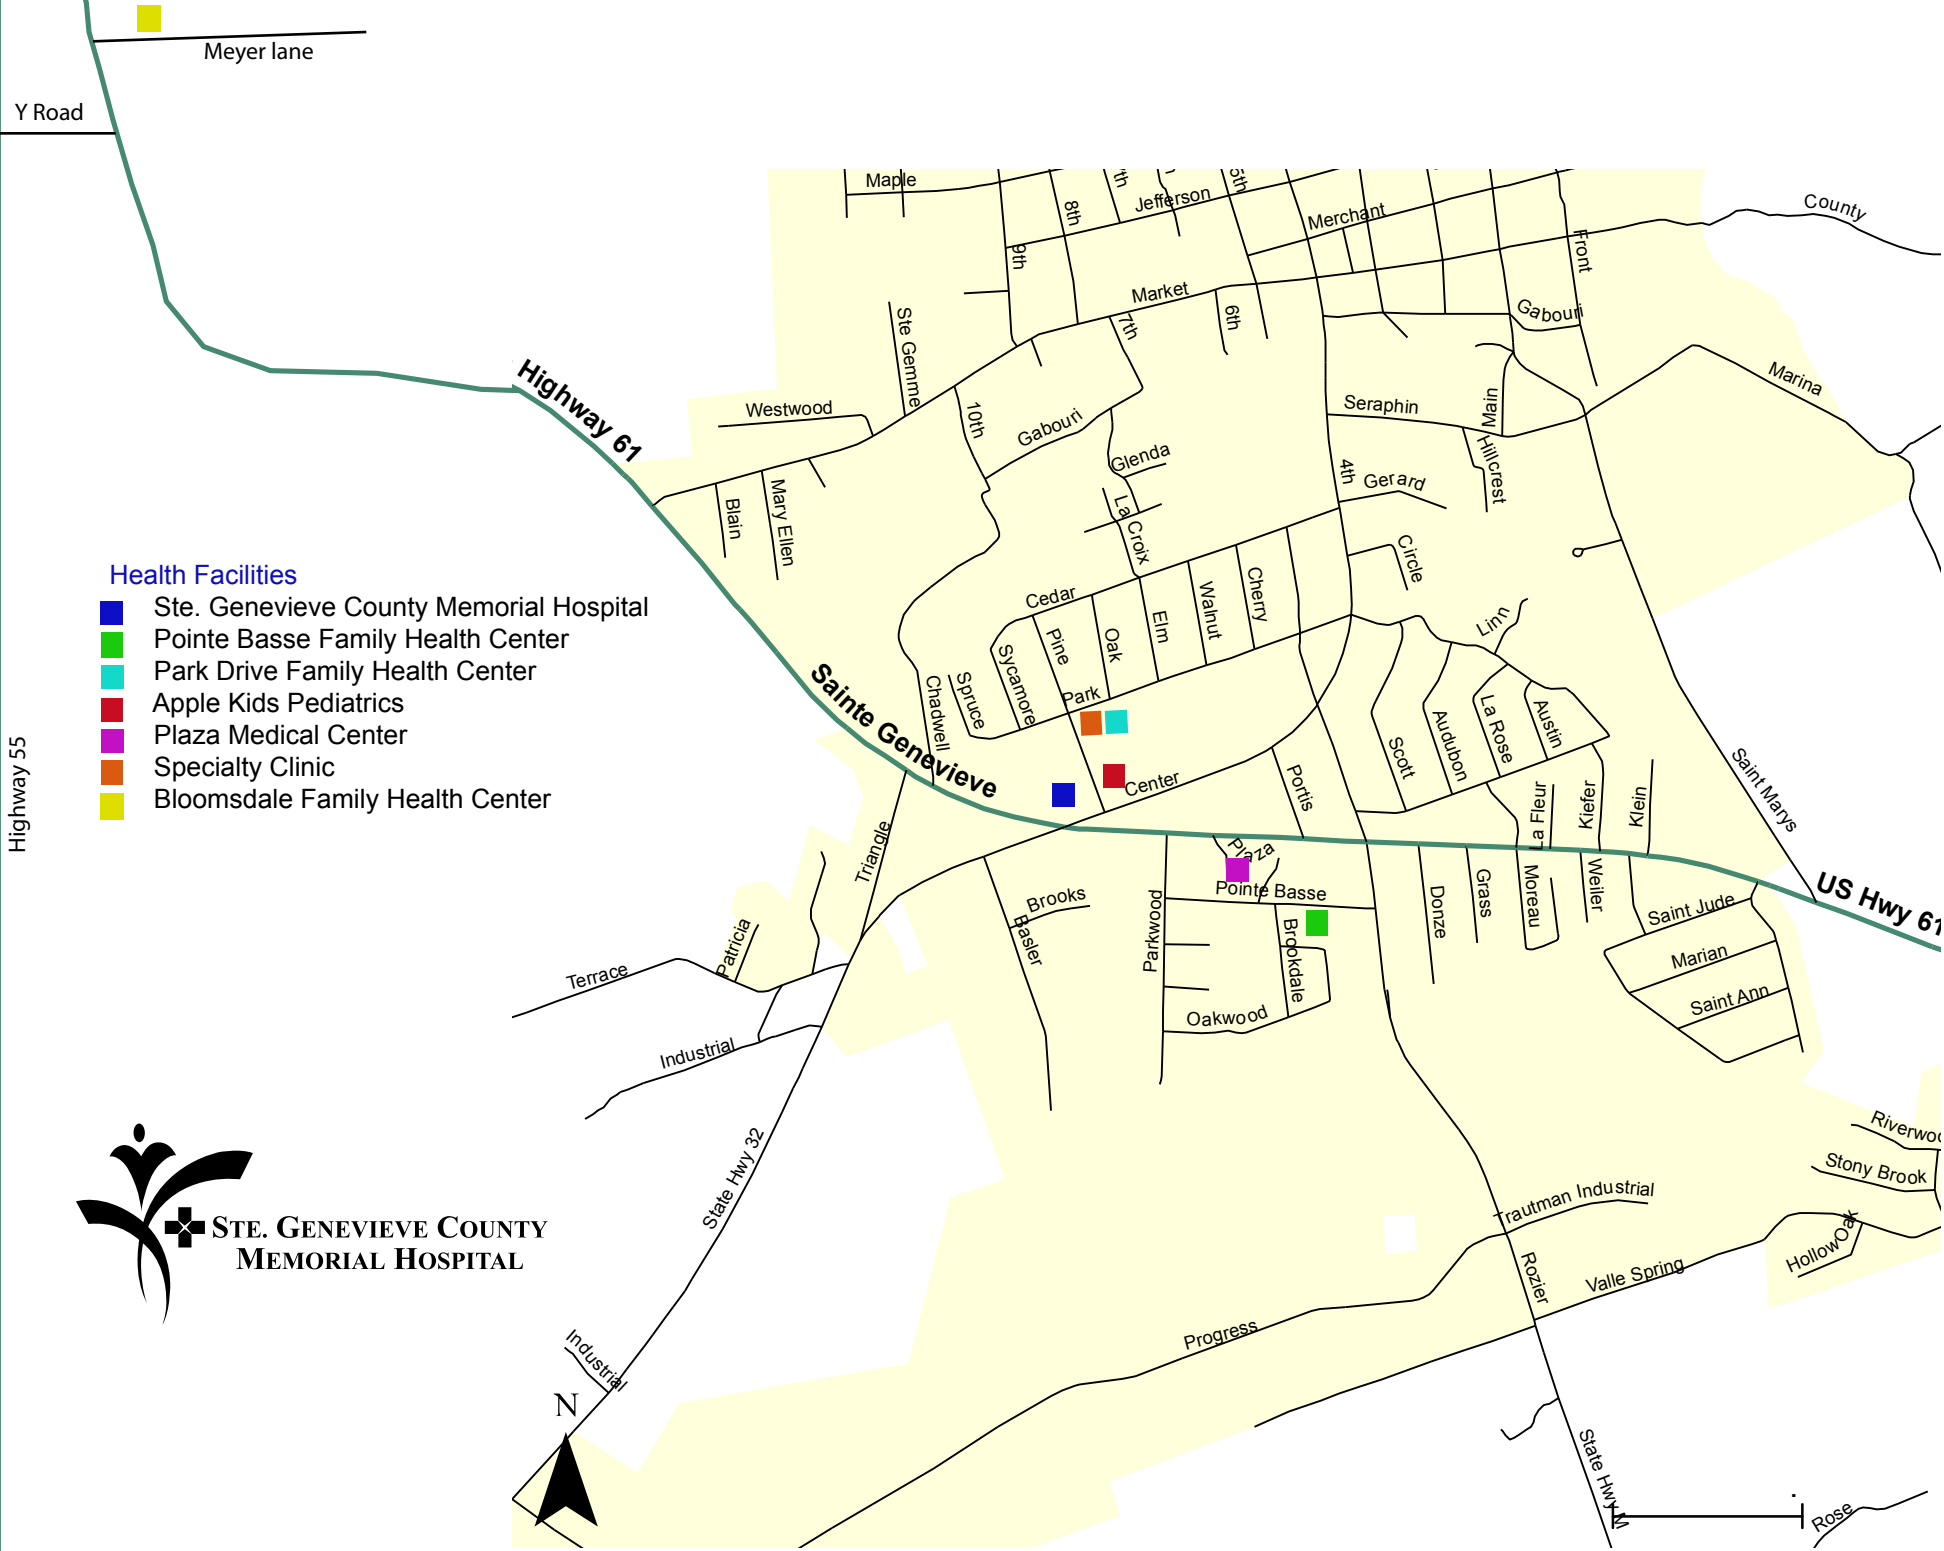 Meyer lane
Y Road
Maple
8th
Jefferson
5th
Merchant
County
9th
Front
Market
7th
6th
Gabouri
Ste Gemme
Highway 61
Westwood
10th
Gabouri
Seraphin
Main
Marina
Glenda
Hillcrest
4th
Gerard
Blain
Mary Ellen
La Croix
Circle
Health Facilities
Ste. Genevieve County Memorial Hospital
Pointe Basse Family Health Center
Park Drive Family Health Center
Apple Kids Pediatrics
Plaza Medical Center
Specialty Clinic
Bloomsdale Family Health Center
Cedar
Pine
Oak
Elm
Walnut
Cherry
Linn
Sycamore
Spruce
Chadwell
Park
Sainte Genevieve
Scott
Audubon
La Rose
Austin
Highway 55
Center
Portis
La Fleur
Kiefer
Klein
Saint Marys
Triangle
Plaza
Pointe Basse
Brooks
Basler
Parkwood
Brookdale
Donze
Grass
Moreau
Weiler
Saint Jude
US Hwy 61
Patricia
Terrace
Marian
Saint Ann
Oakwood
Industrial
State Hwy 32
Stony Brook
Trautman Industrial
Hollow Oak
Rozier
Valle Spring
Progress
STE. GENEVIEVE COUNTY
MEMORIAL HOSPITAL
Industrial
N
State Hwy M
Rose